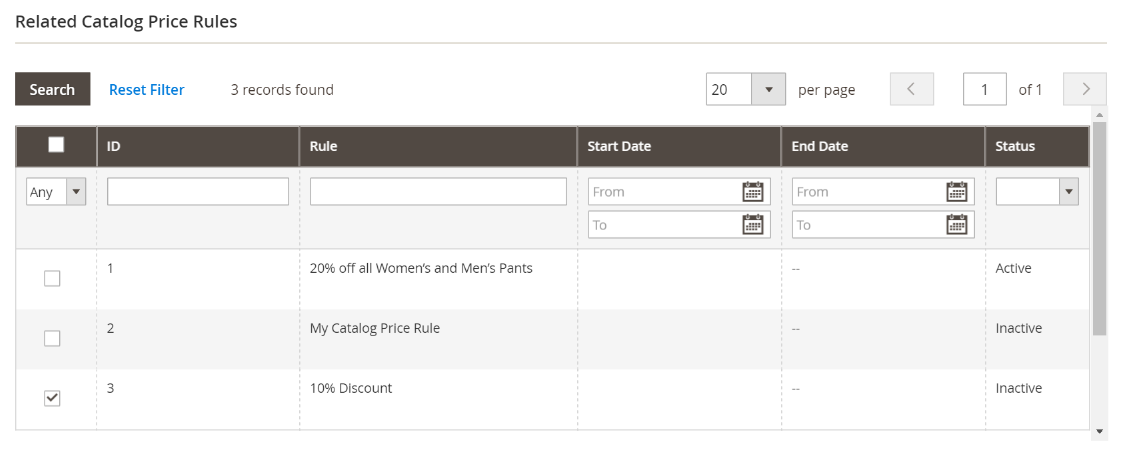 Related Catalog Price Rules
Search Reset Filter 3 records found 20 per page 1 of 1
ID Rule Start Date End Date Status
Any From From
To To
1 20% off all Women's and Men's Pants -- Active
2 My Catalog Price Rule -- Inactive
3 10% Discount -- Inactive